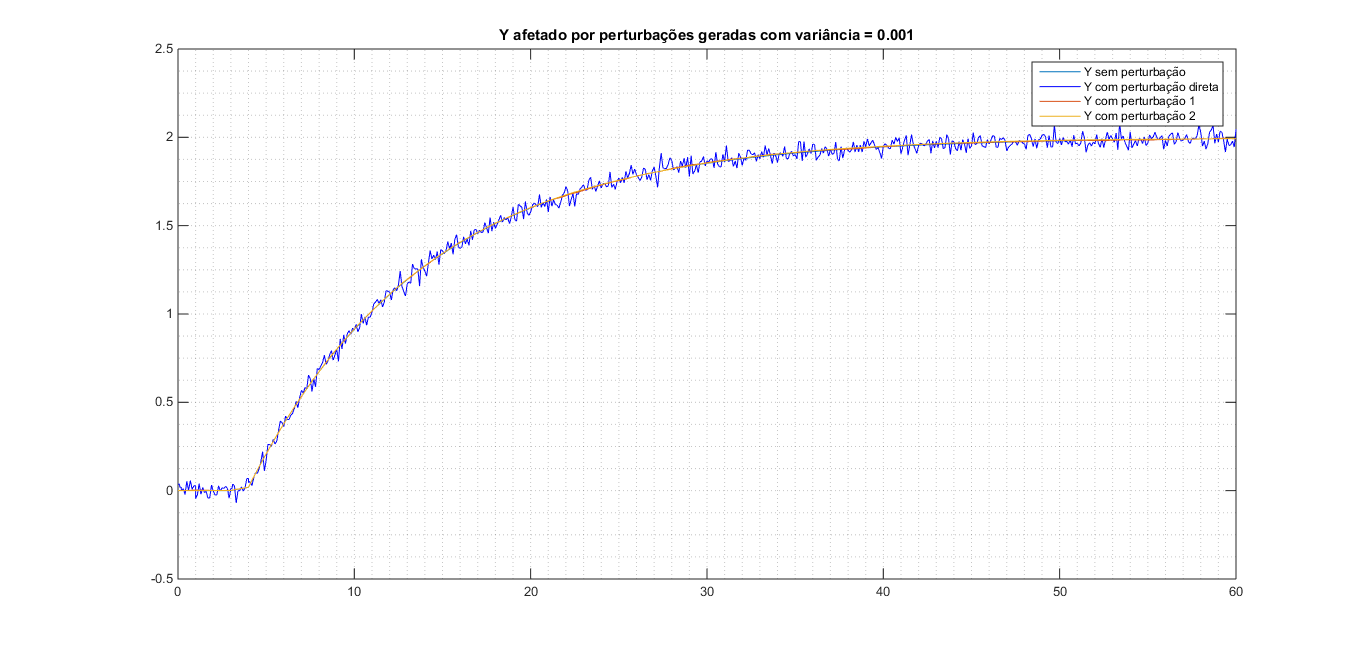 Y afetado por perturbações geradas com variância = 0.001
2.5
Y sem perturbação
Y com perturbação direta
Y com perturbação 1
Y com perturbação 2
2
1.5
1
0.5
0
-0.5
0 10 20 30 40 50 60